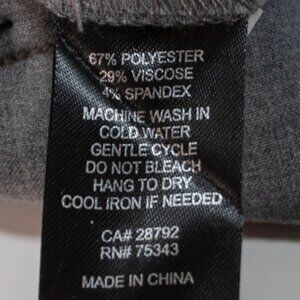 67% POLYESTER
29% VISCOSE
4% SPANDEX
MACHINE WASH IN
COLD WATER
GENTLE CYCLE
DO NOT BLEACH
HANG TO DRY
COOL IRON IF NEEDED
CA# 28792
RN# 75343
MADE IN CHINA